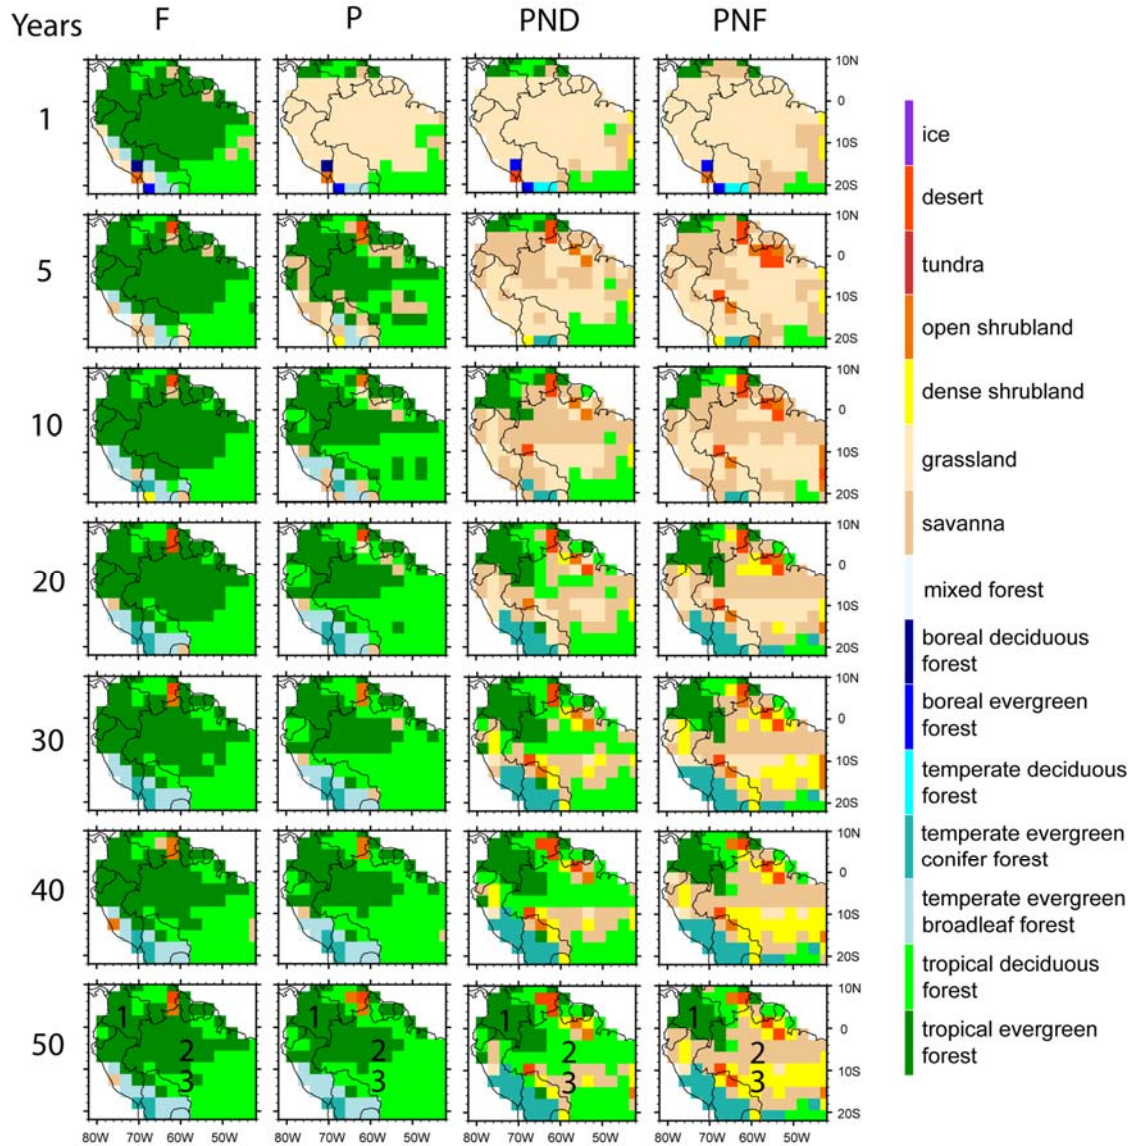 Years F P PND PNF
10N
1 0
10S
20S
10N
5 0
10S
20S
10N
10 0
10S
20S
10N
20 0
10S
20S
10N
30 0
10S
20S
10N
40 0
10S
20S
10N
1 1 1 1
50 0
2 2 2 2
3 3 3 3
10S
20S
80W 70W 60W 50W 80W 70W 60W 50W 80W 70W 60W 50W 80W 70W 60W 50W
ice
desert
tundra
open shrubland
dense shrubland
grassland
savanna
mixed forest
boreal deciduous
forest
boreal evergreen
forest
temperate deciduous
forest
temperate evergreen
conifer forest
temperate evergreen
broadleaf forest
tropical deciduous
forest
tropical evergreen
forest